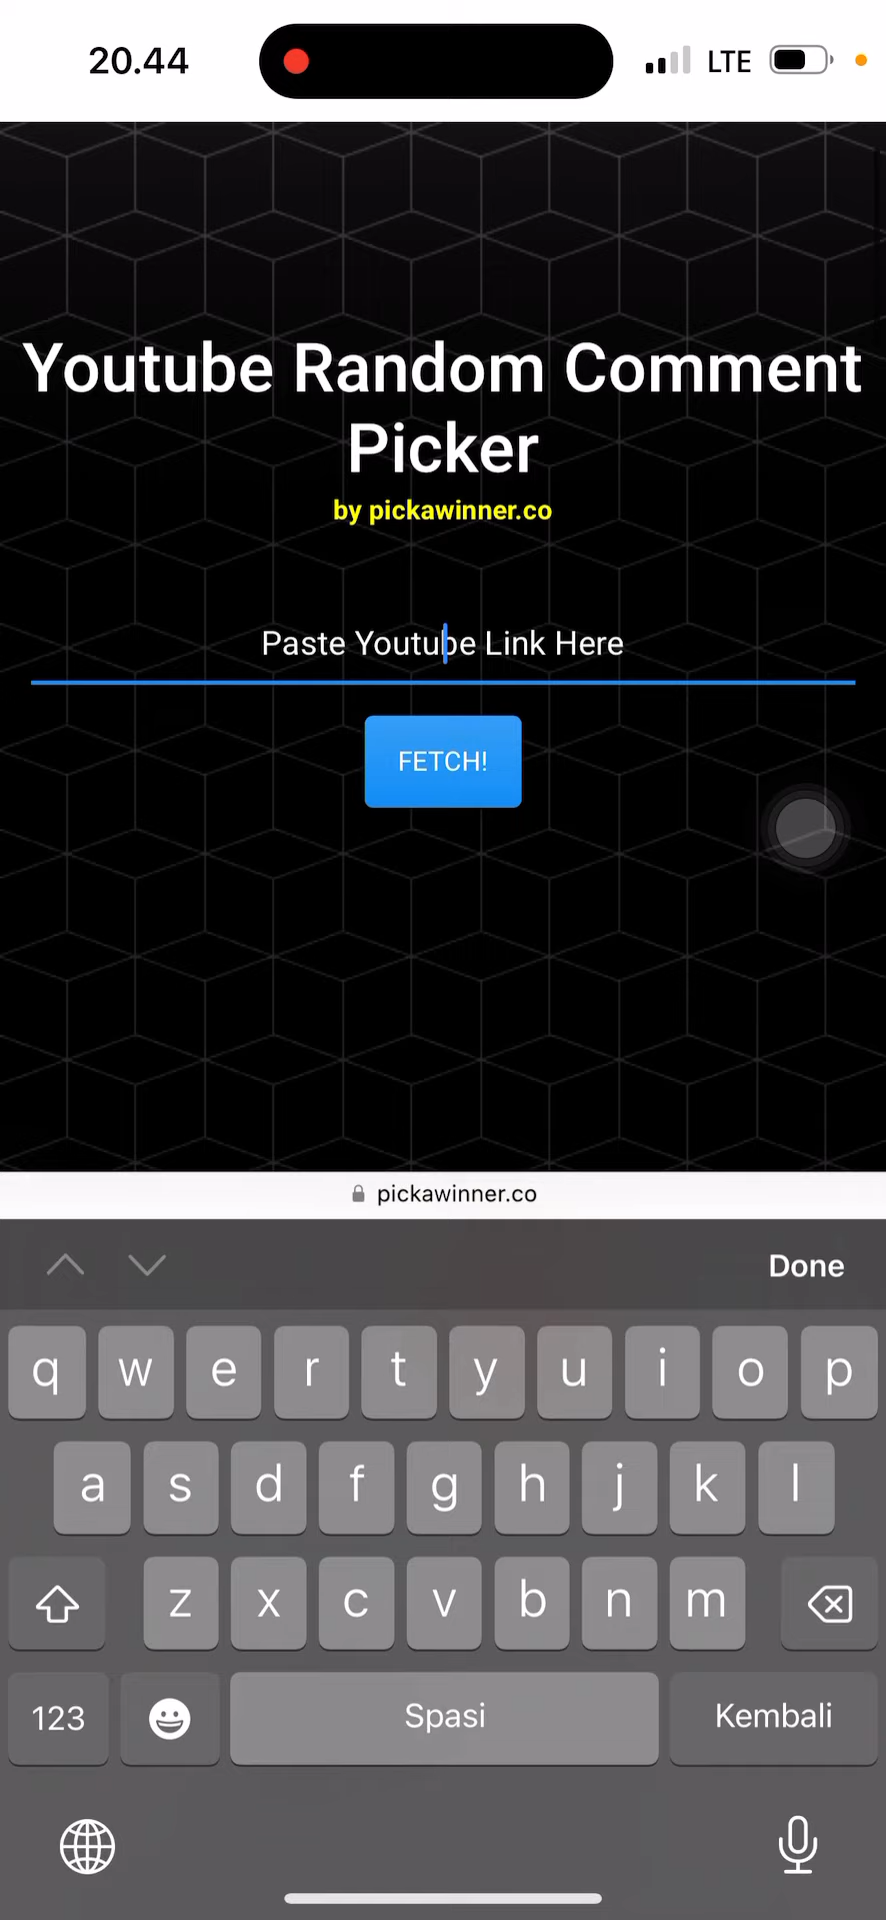 20.44
LTE
Youtube Random Comment
Picker
by pickawinner.co
Paste Youtube Link Here
FETCH!
pickawinner.co
Done
q w e r t y u i o p
a s d f g h j k l
z x c v b n m
123 Spasi Kembali